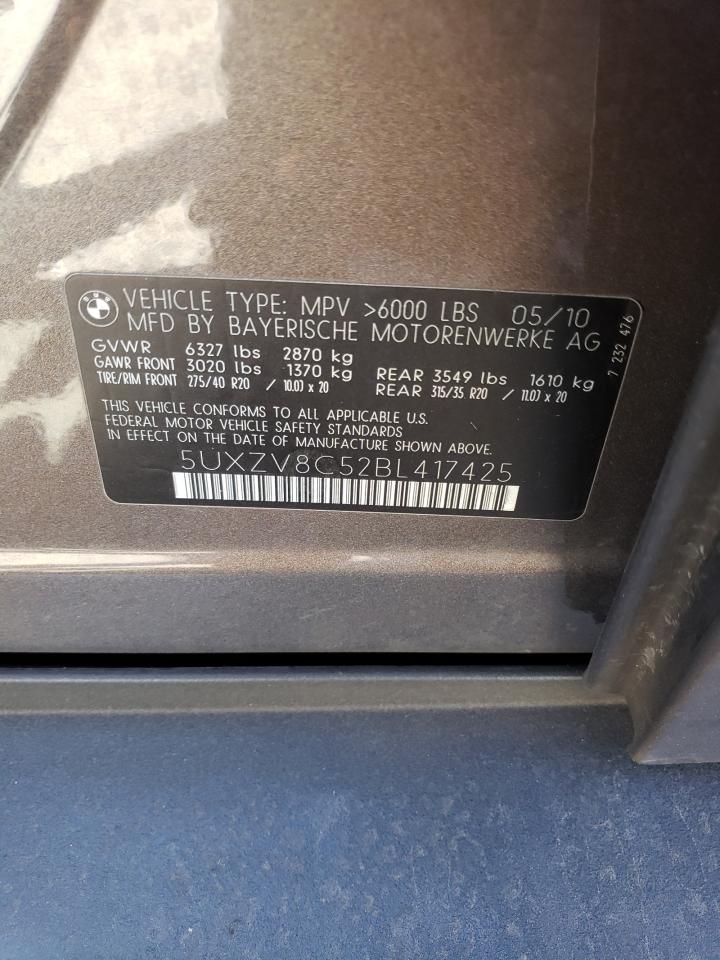 BMW
VEHICLE TYPE: MPV >6000 LBS 05/10
MFD BY BAYERISCHE MOTORENWERKE AG
GVWR 6327 lbs 2870 kg
GAWR FRONT 3020 lbs 1370 kg REAR 3549 lbs 1610 kg
TIRE/RIM FRONT 275/40 R20 / 10.0J x 20 REAR 315/35 R20 / 11.0J x 20
THIS VEHICLE CONFORMS TO ALL APPLICABLE U.S.
FEDERAL MOTOR VEHICLE SAFETY STANDARDS
IN EFFECT ON THE DATE OF MANUFACTURE SHOWN ABOVE.
5UXZV8C52BL417425
7 232 476